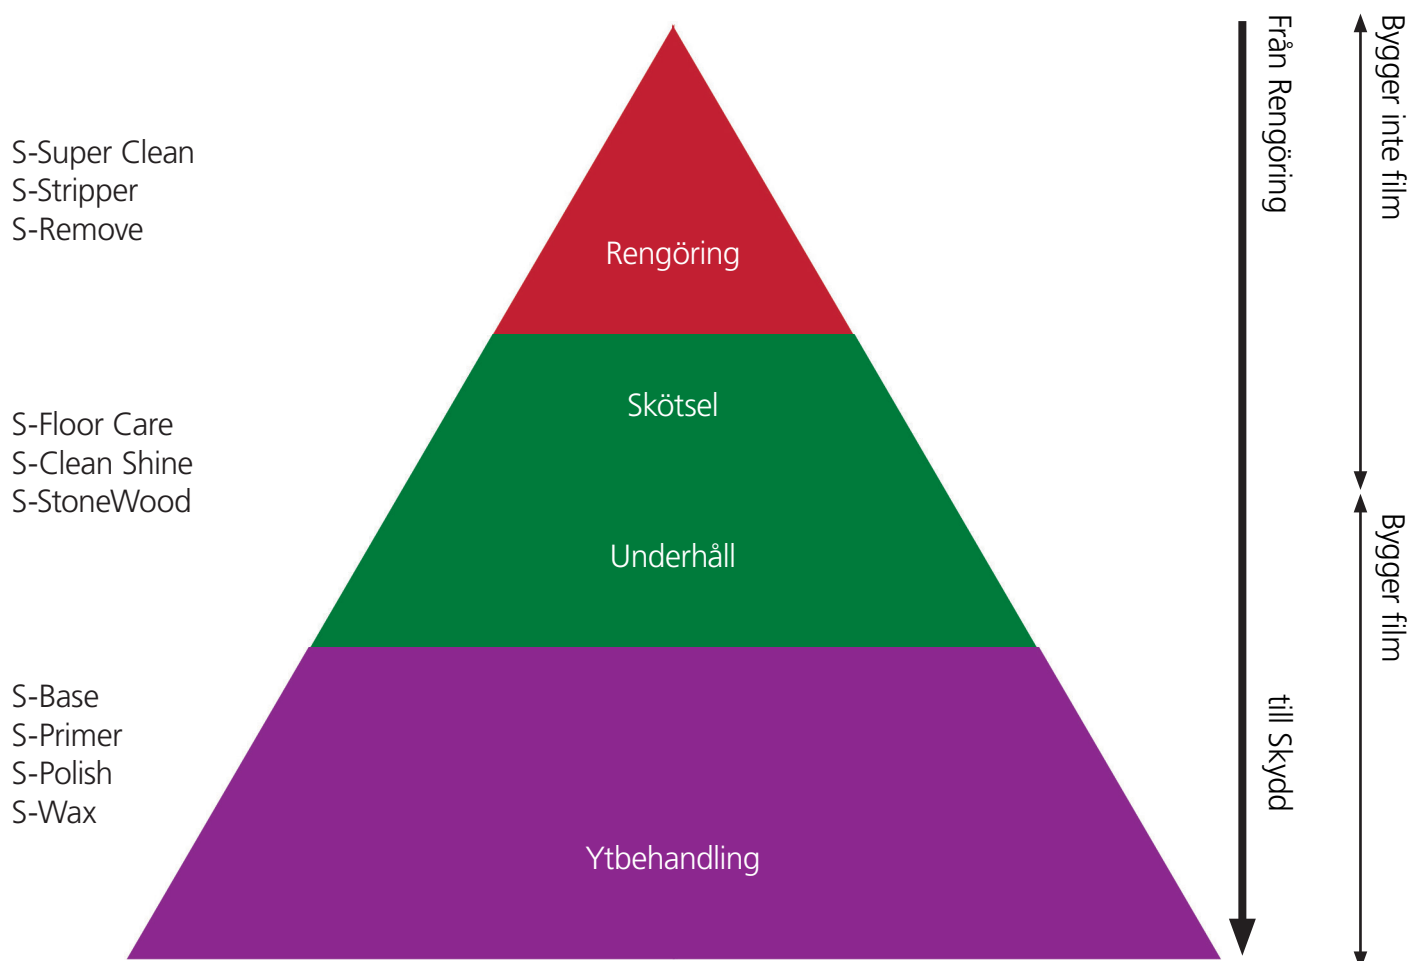 S-Super Clean
S-Stripper
S-Remove
Rengöring
S-Floor Care
S-Clean Shine
S-StoneWood
Skötsel
Underhåll
S-Base
S-Primer
S-Polish
S-Wax
Ytbehandling
Från Rengöring
till Skydd
Bygger inte film
Bygger film